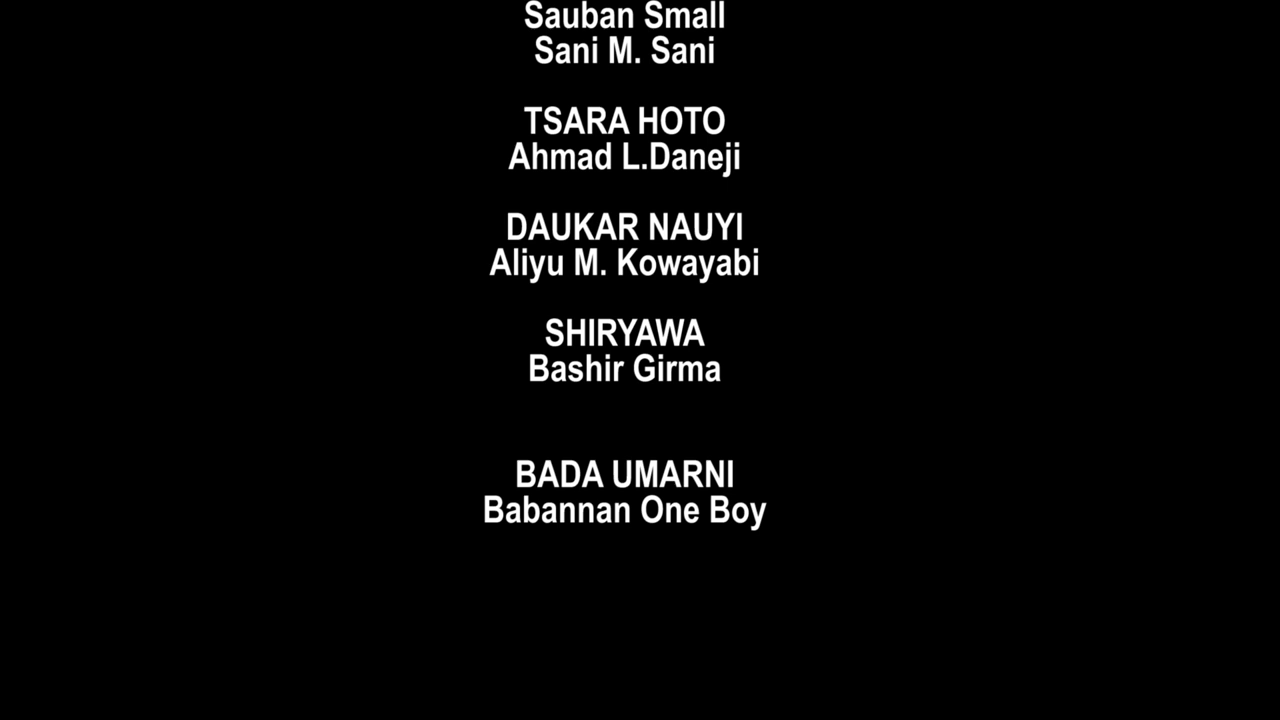 Sauban Small
Sani M. Sani
TSARA HOTO
Ahmad L.Daneji
DAUKAR NAUYI
Aliyu M. Kowayabi
SHIRYAWA
Bashir Girma
BADA UMARNI
Babannan One Boy